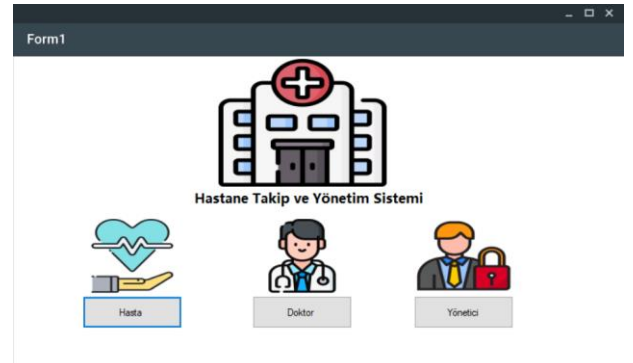 Form1
Hastane Takip ve Yönetim Sistemi
Hasta
Doktor
Yönetici